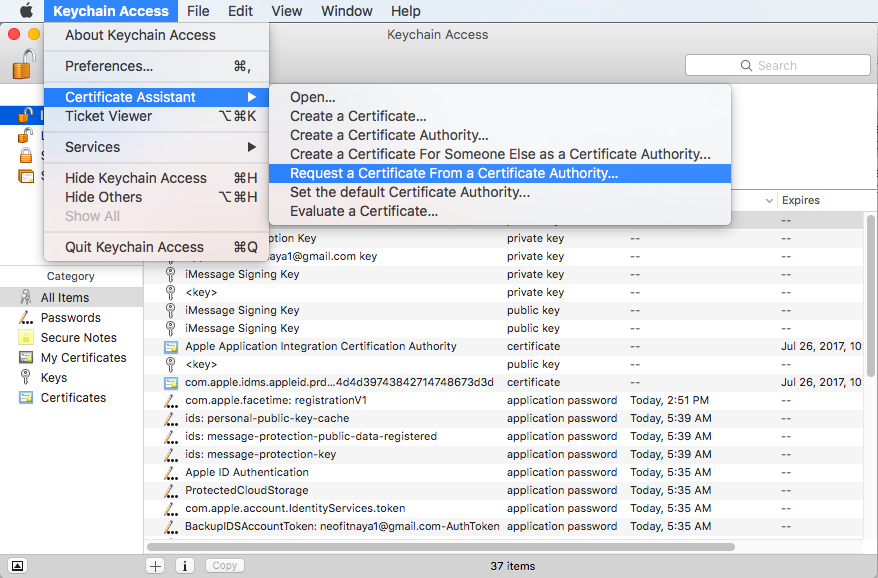 Keychain Access File Edit View Window Help
Keychain Access
About Keychain Access
Preferences... ⌘,
Search
Certificate Assistant ▶
Ticket Viewer ⌥⌘K
Services ▶
Hide Keychain Access ⌘H
Hide Others ⌥⌘H
Show All
Quit Keychain Access ⌘Q
Open...
Create a Certificate...
Create a Certificate Authority...
Create a Certificate For Someone Else as a Certificate Authority...
Request a Certificate From a Certificate Authority...
Set the default Certificate Authority...
Evaluate a Certificate...
Expires
--
Key private key -- --
naya1@gmail.com key private key -- --
iMessage Signing Key private key -- --
<key> private key -- --
iMessage Signing Key public key -- --
iMessage Signing Key public key -- --
Apple Application Integration Certification Authority certificate -- Jul 26, 2017, 10
<key> public key -- --
com.apple.idms.appleid.prd...4d4d39743842714748673d3d certificate -- Jul 26, 2017, 10
com.apple.facetime: registrationV1 application password Today, 2:51 PM --
ids: personal-public-key-cache application password Today, 5:39 AM --
ids: message-protection-public-data-registered application password Today, 5:39 AM --
ids: message-protection-key application password Today, 5:39 AM --
Apple ID Authentication application password Today, 5:35 AM --
ProtectedCloudStorage application password Today, 5:35 AM --
com.apple.account.IdentityServices.token application password Today, 5:35 AM --
BackupIDSAccountToken: neofitnaya1@gmail.com-AuthToken application password Today, 5:35 AM --
Category
All Items
Passwords
Secure Notes
My Certificates
Keys
Certificates
Copy
37 items